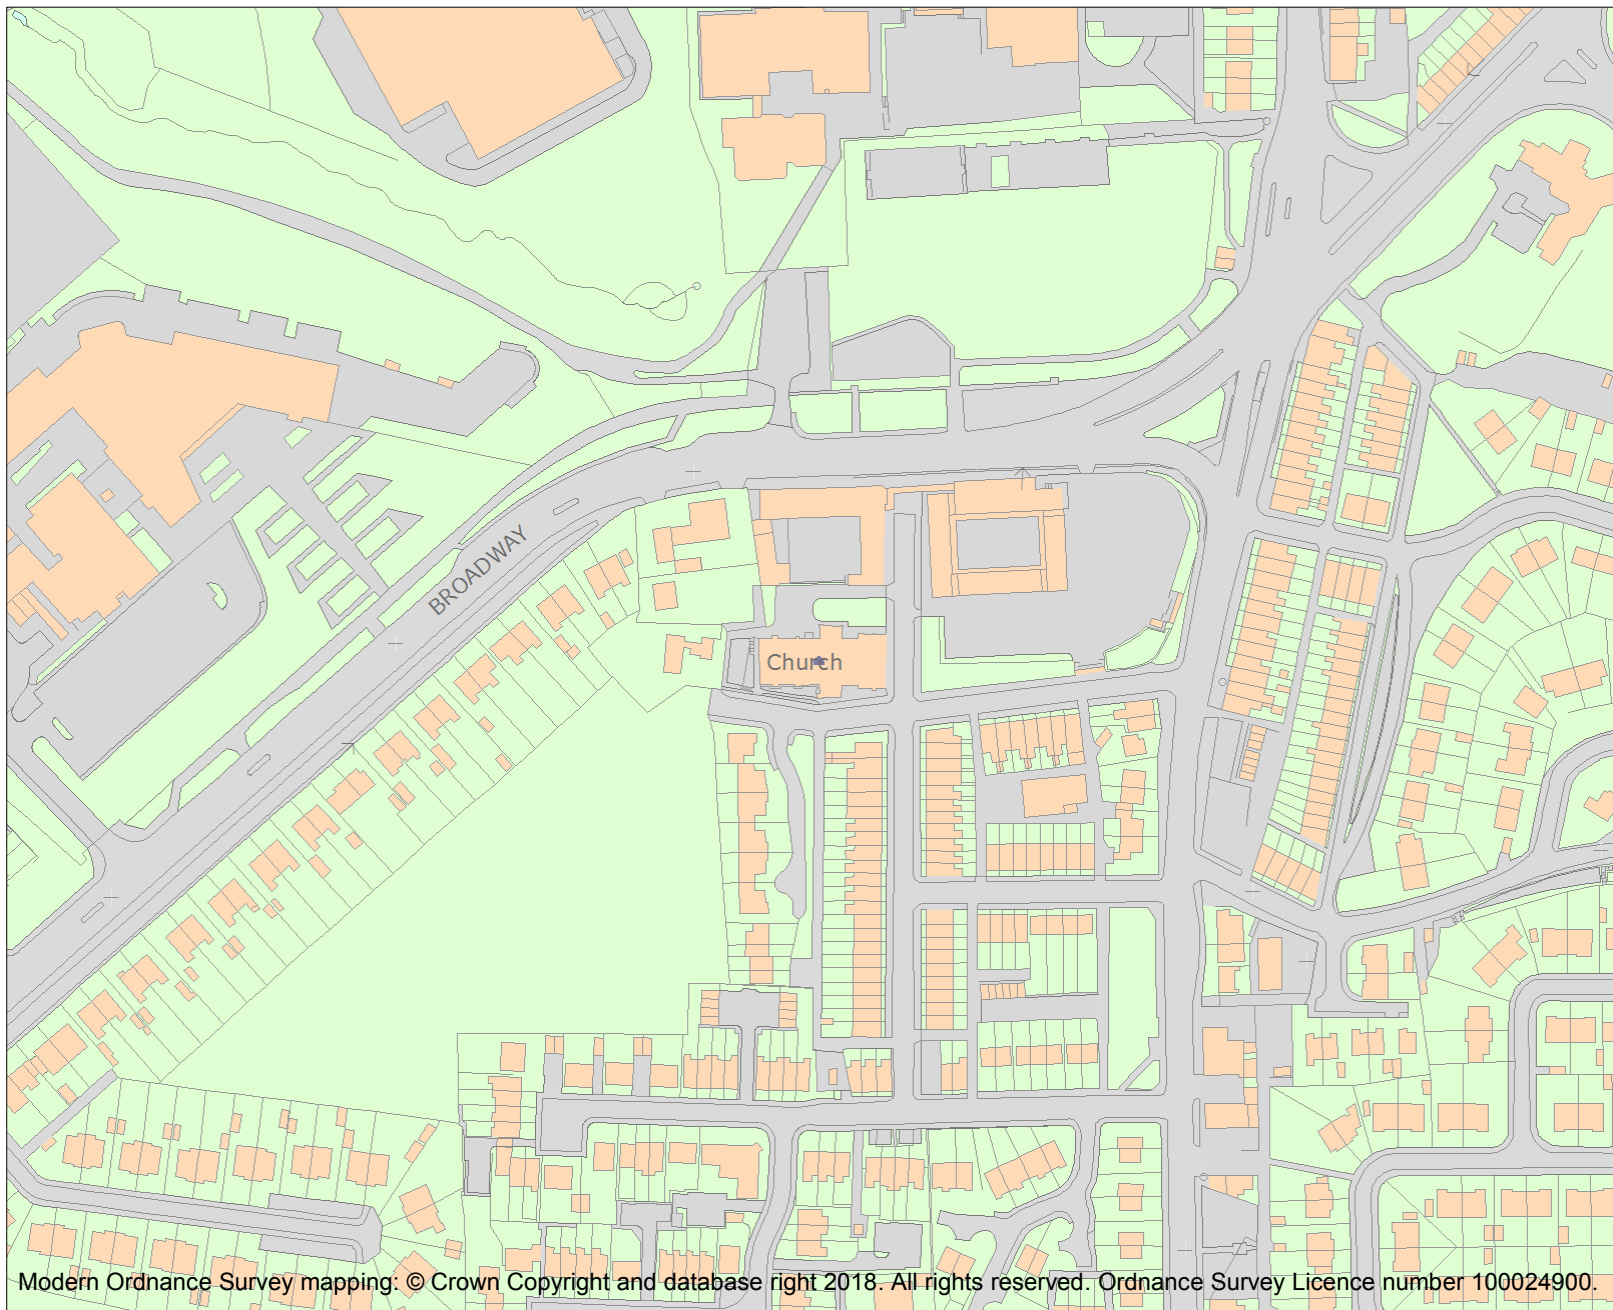 BROADWAY
Church
Modern Ordnance Survey mapping: © Crown Copyright and database right 2018. All rights reserved. Ordnance Survey Licence number 100024900.